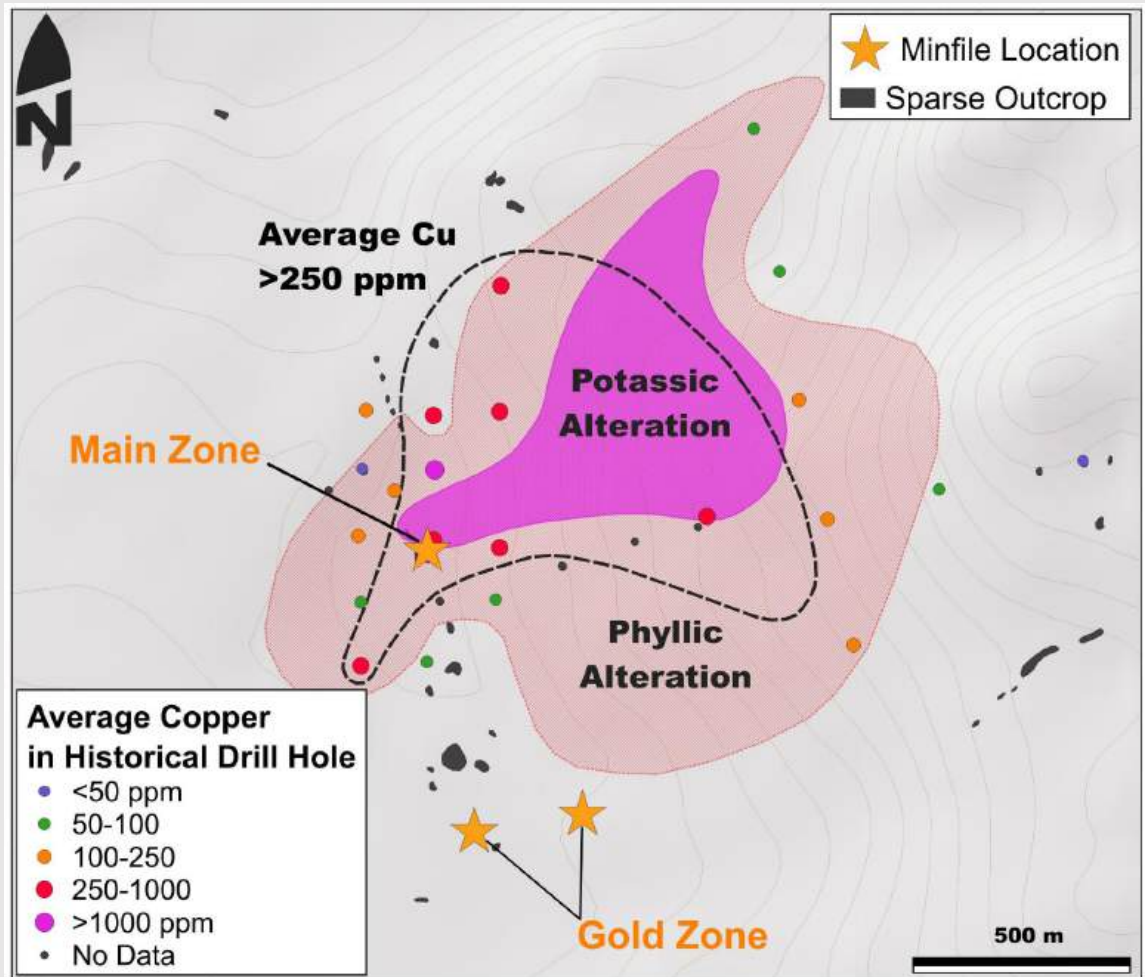 N
Minfile Location
Sparse Outcrop
Average Cu
>250 ppm
Potassic
Alteration
Main Zone
Phyllic
Alteration
Average Copper
in Historical Drill Hole
<50 ppm
50-100
100-250
250-1000
>1000 ppm
No Data
Gold Zone
500 m